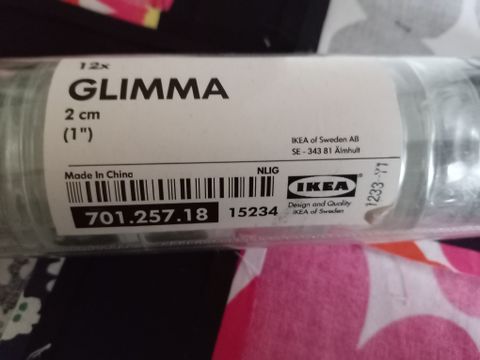 12x
GLIMMA
2 cm
(1")
IKEA of Sweden AB
SE - 343 81 Älmhult
Made In China
NLIG
IKEA
701.257.18 15234
Design and Quality
IKEA of Sweden
1233-Y1